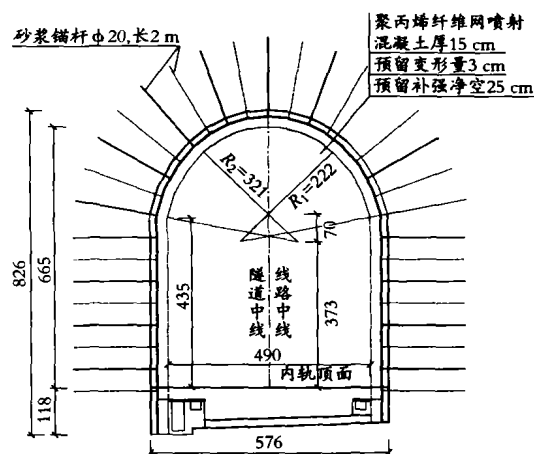 聚丙烯纤维网喷射
混凝土厚15 cm
预留变形量3 cm
预留补强净空25 cm
砂浆锚杆ф20,长2 m
R₂=321
R₁=222
70
826
665
435
373
隧道中线
线路中线
490
内轨顶面
118
576